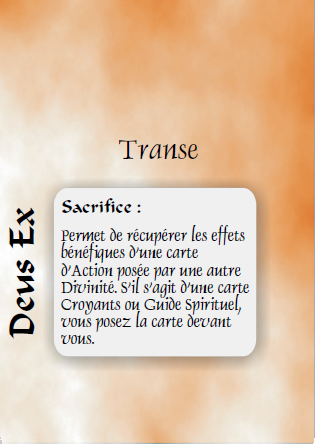 Transe
Sacrifice :
Permet de récupérer les effets
bénéfiques d'une carte
d'Action posée par une autre
Divinité. S'il s'agit d'une carte
Croyants ou Guide Spirituel,
vous posez la carte devant
vous.
Deus Ex